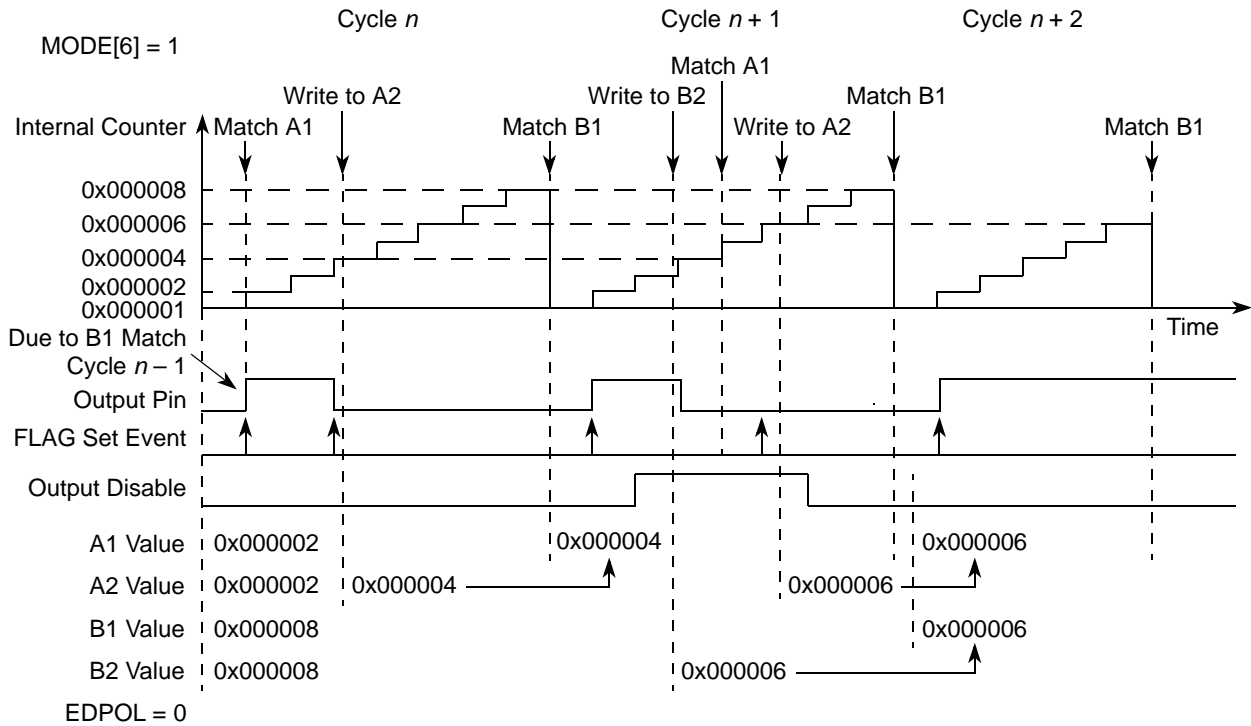 Cycle n Cycle n + 1 Cycle n + 2
MODE[6] = 1
Match A1
Write to A2 Write to B2 Match B1
Internal Counter Match A1 Match B1 Write to A2 Match B1
0x000008
0x000006
0x000004
0x000002
0x000001
Time
Due to B1 Match
Cycle n – 1
Output Pin
FLAG Set Event
Output Disable
A1 Value 0x000002 0x000004 0x000006
A2 Value 0x000002 0x000004 0x000006
B1 Value 0x000008 0x000006
B2 Value 0x000008 0x000006
EDPOL = 0